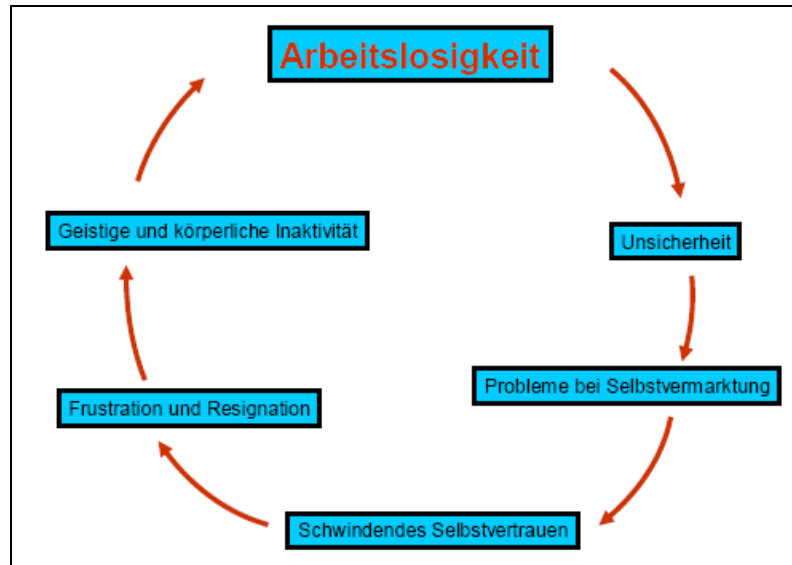 Arbeitslosigkeit
Unsicherheit
Probleme bei Selbstvermarktung
Schwindendes Selbstvertrauen
Frustration und Resignation
Geistige und körperliche Inaktivität